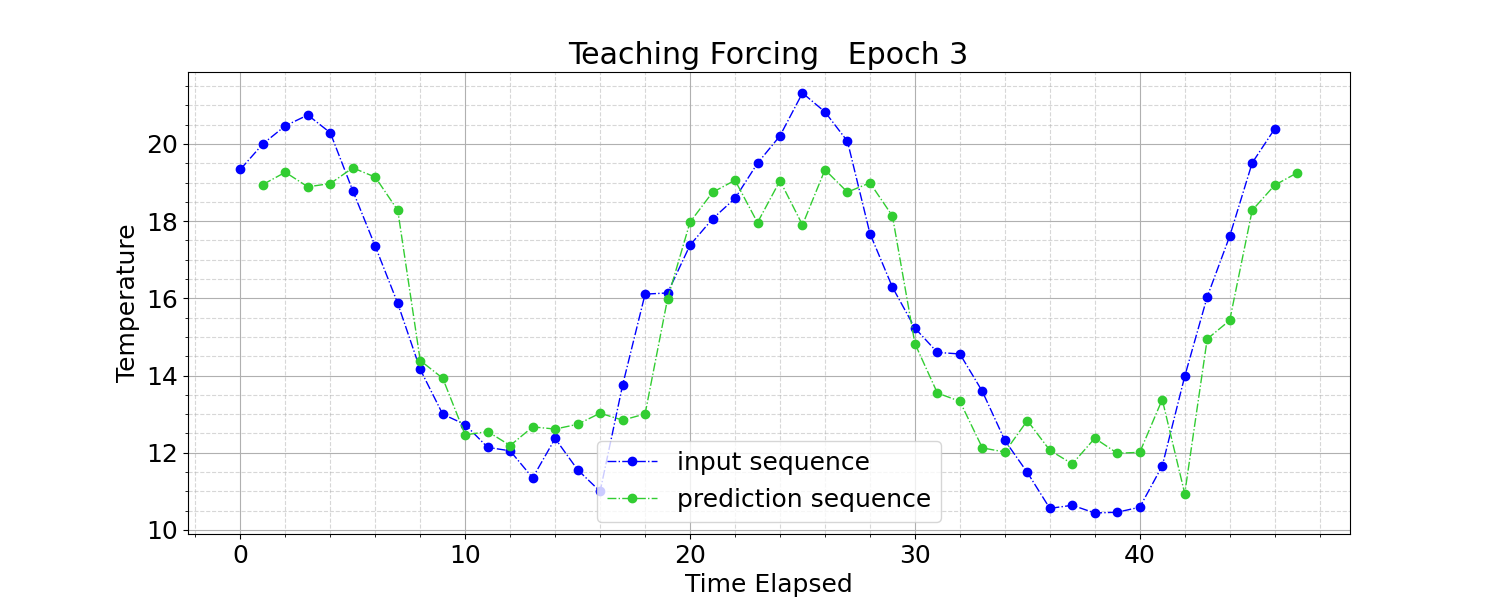 Teaching Forcing   Epoch 3
Temperature
20
18
16
14
12
10
input sequence
prediction sequence
0 10 20 30 40
Time Elapsed